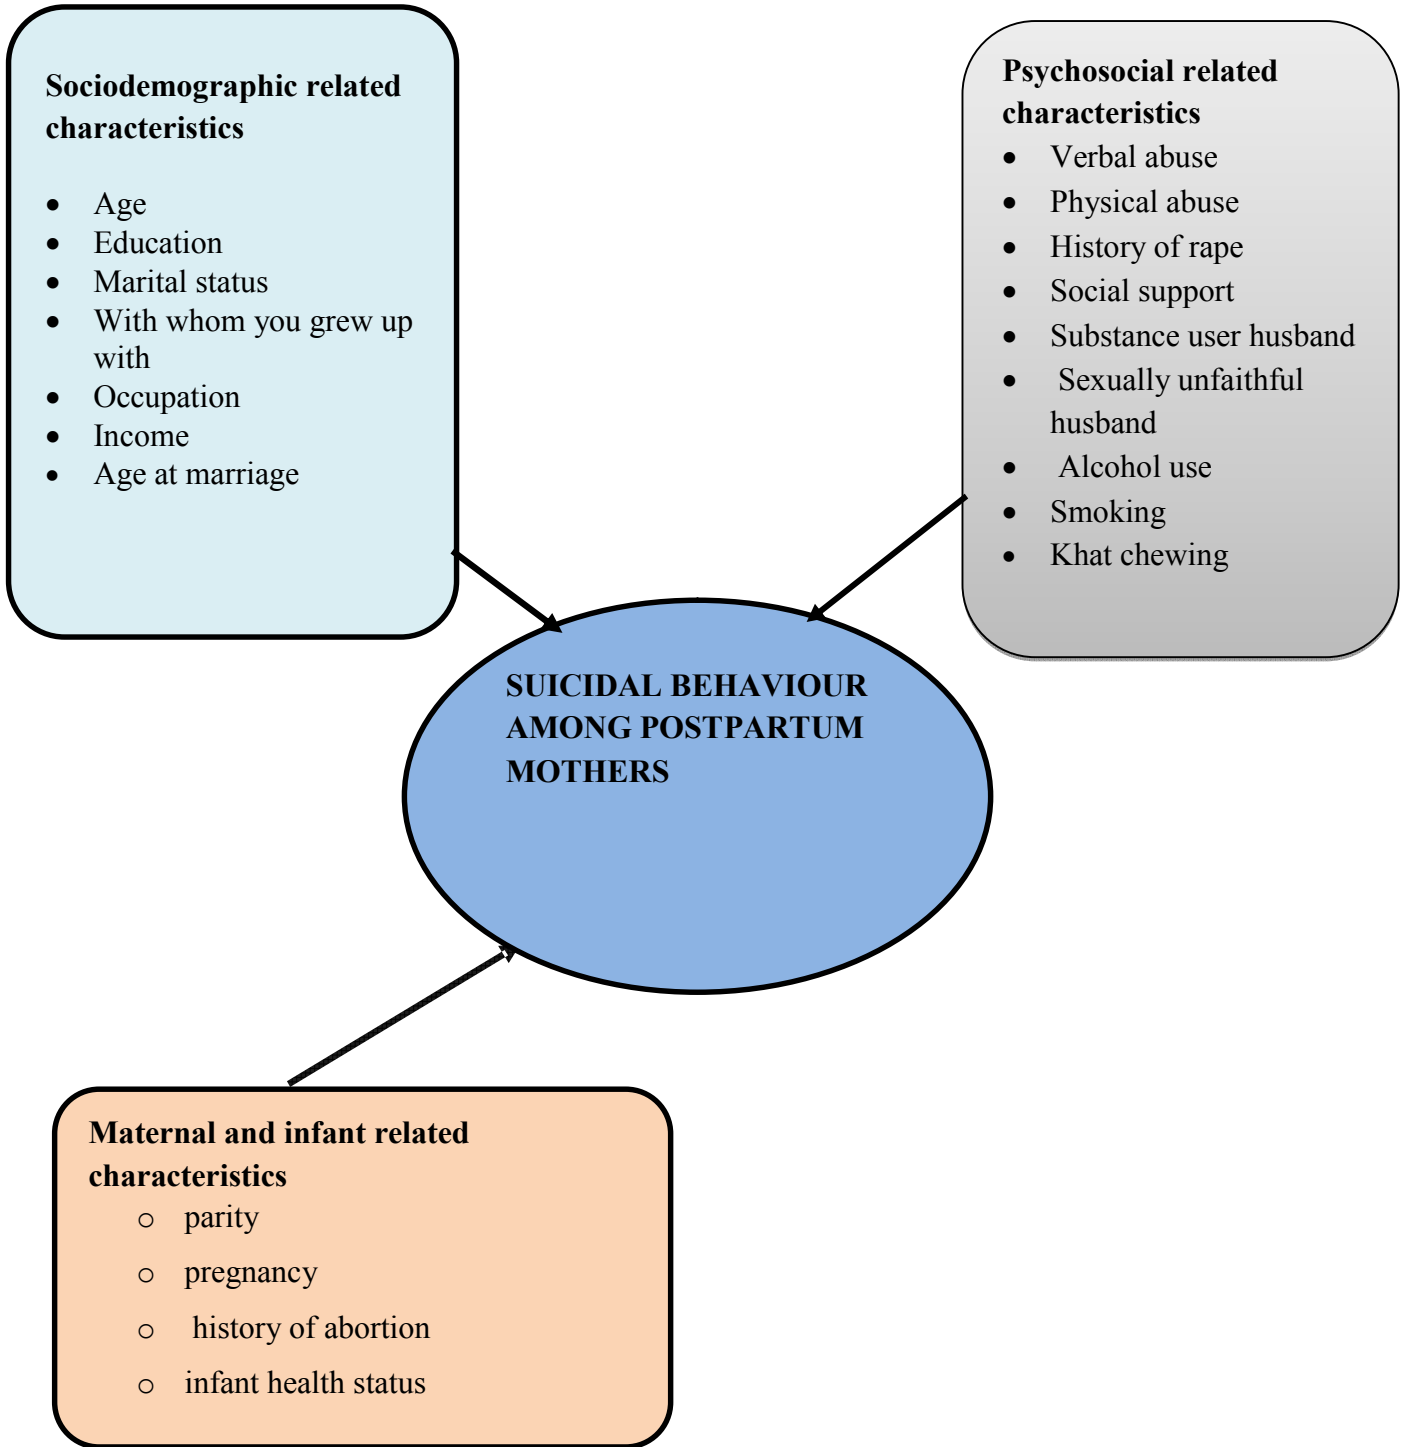 Sociodemographic related
characteristics
• Age
• Education
• Marital status
• With whom you grew up
with
• Occupation
• Income
• Age at marriage
Psychosocial related
characteristics
• Verbal abuse
• Physical abuse
• History of rape
• Social support
• Substance user husband
• Sexually unfaithful
husband
• Alcohol use
• Smoking
• Khat chewing
SUICIDAL BEHAVIOUR
AMONG POSTPARTUM
MOTHERS
Maternal and infant related
characteristics
o parity
o pregnancy
o history of abortion
o infant health status